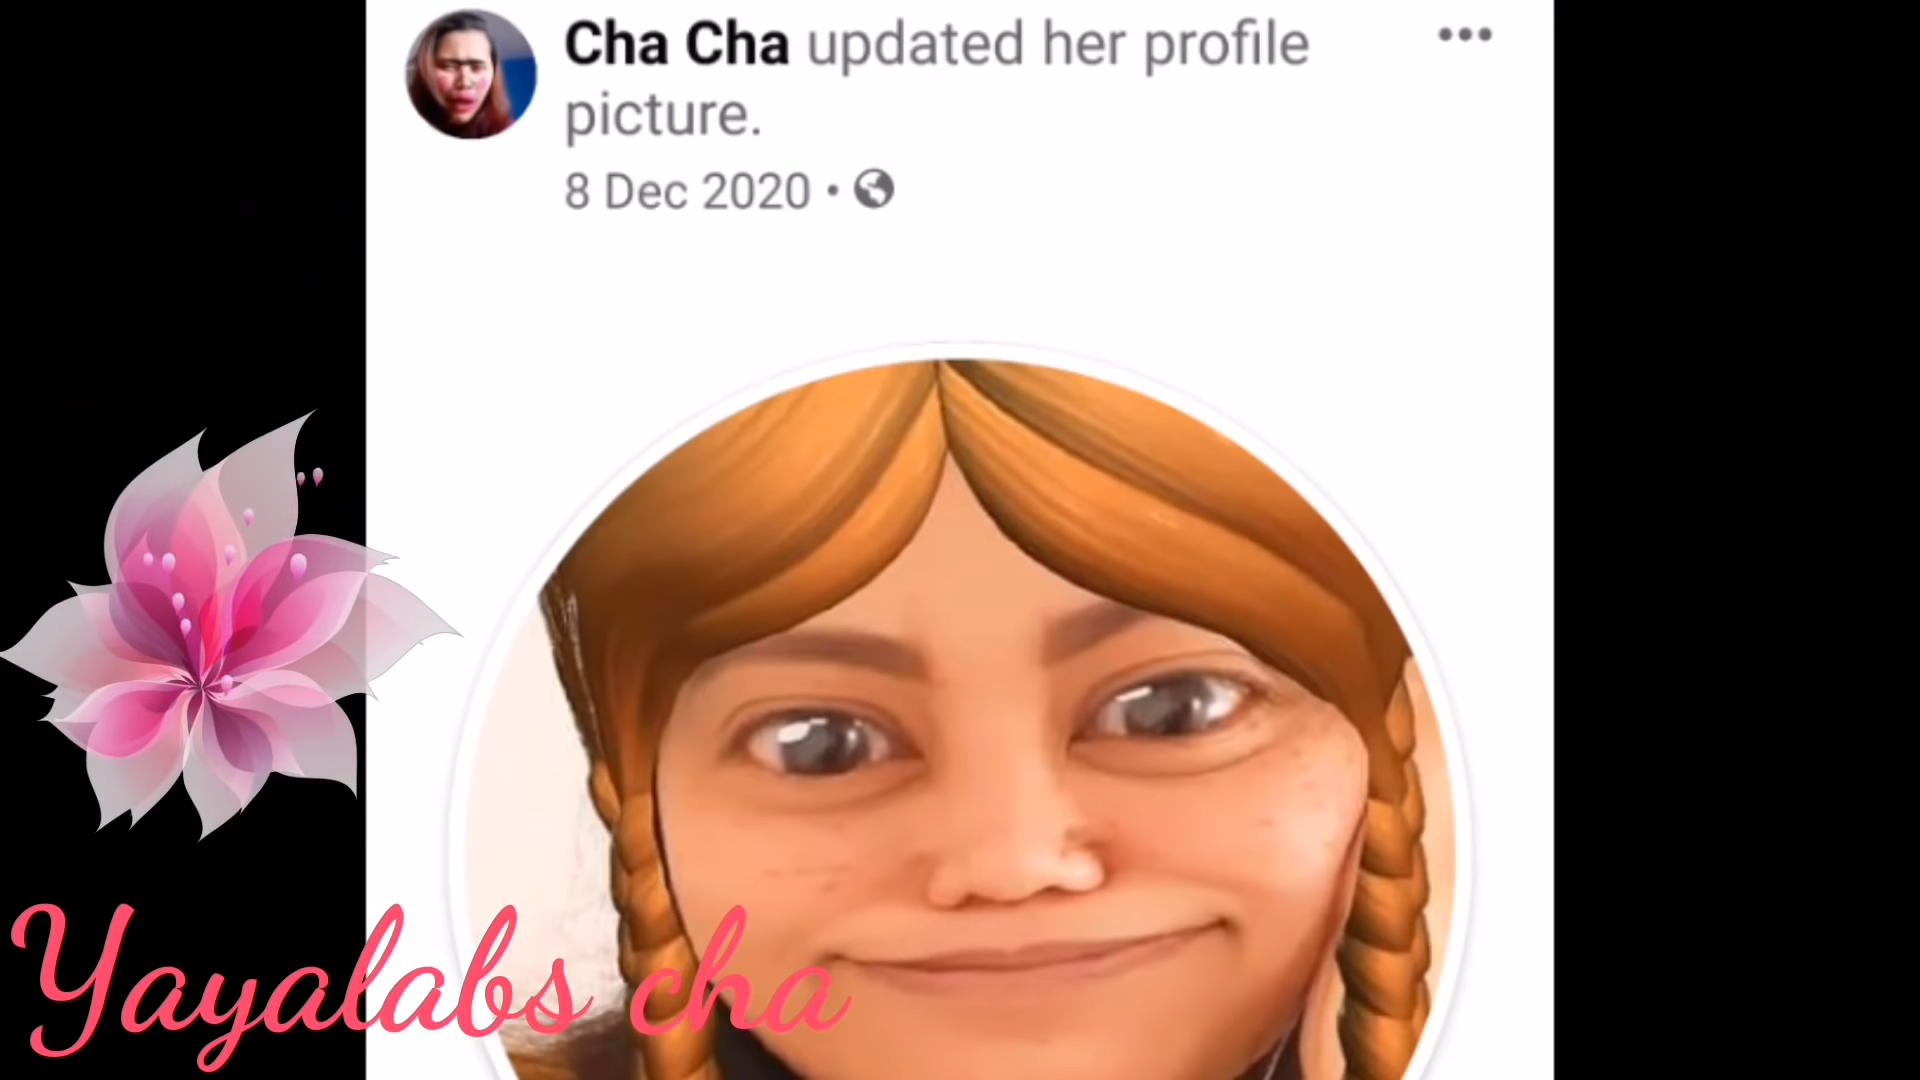 Cha Cha updated her profile
picture.
8 Dec 2020 •
Yayalabs cha